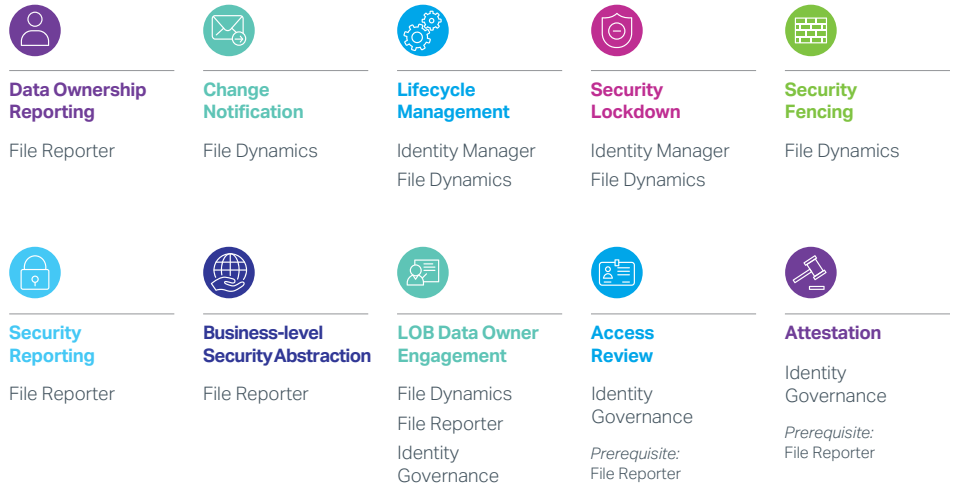 Data Ownership
Reporting
File Reporter
Change
Notification
File Dynamics
Lifecycle
Management
Identity Manager
File Dynamics
Security
Lockdown
Identity Manager
File Dynamics
Security
Fencing
File Dynamics
Security
Reporting
File Reporter
Business-level
Security Abstraction
File Reporter
LOB Data Owner
Engagement
File Dynamics
File Reporter
Identity
Governance
Access
Review
Identity
Governance
Prerequisite:
File Reporter
Attestation
Identity
Governance
Prerequisite:
File Reporter